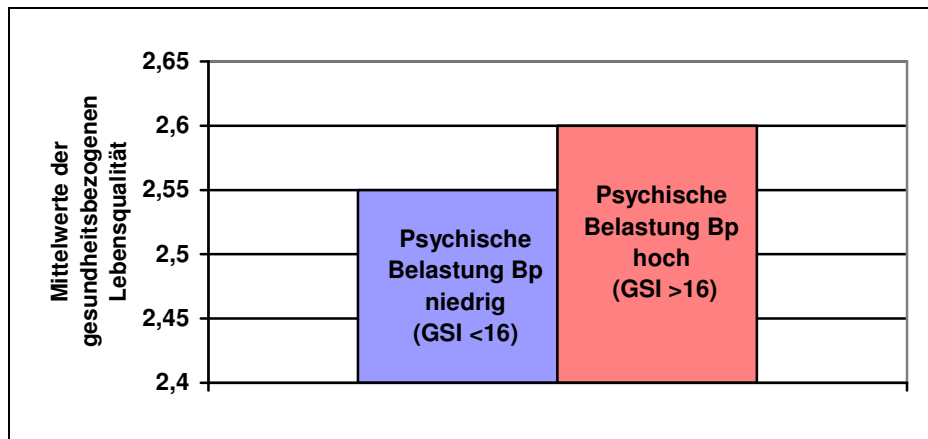 Mittelwerte der
gesundheitsbezogenen
Lebensqualität
2,65
2,6
2,55
2,5
2,45
2,4
Psychische
Belastung Bp
niedrig
(GSI <16)
Psychische
Belastung Bp
hoch
(GSI >16)